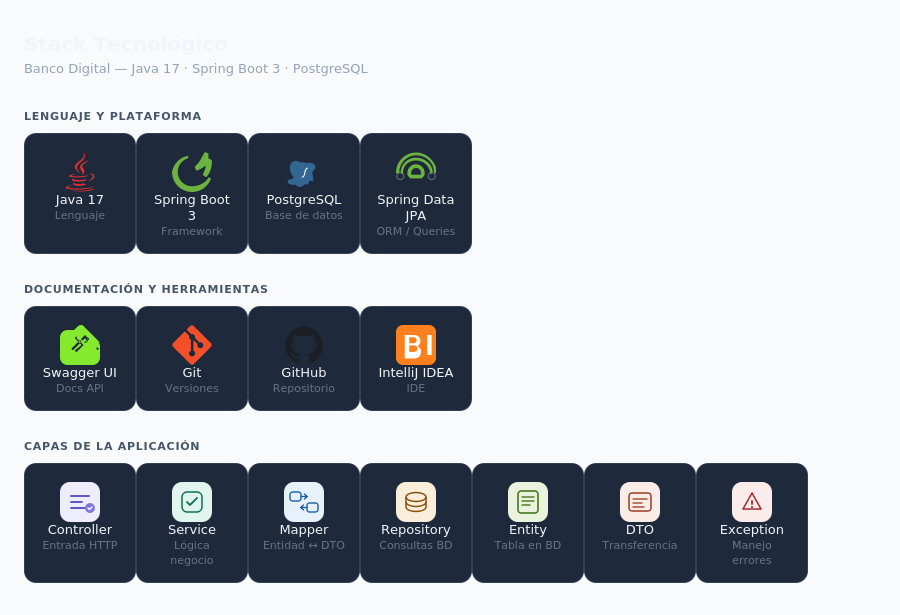 Stack Tecnológico
Banco Digital — Java 17 · Spring Boot 3 · PostgreSQL
LENGUAJE Y PLATAFORMA
Java 17
Lenguaje
Spring Boot
3
Framework
PostgreSQL
Base de datos
Spring Data
JPA
ORM / Queries
DOCUMENTACIÓN Y HERRAMIENTAS
Swagger UI
Docs API
Git
Versiones
GitHub
Repositorio
BI
IntelliJ IDEA
IDE
CAPAS DE LA APLICACIÓN
Controller
Entrada HTTP
Service
Lógica
negocio
Mapper
Entidad ↔ DTO
Repository
Consultas BD
Entity
Tabla en BD
DTO
Transferencia
Exception
Manejo
errores